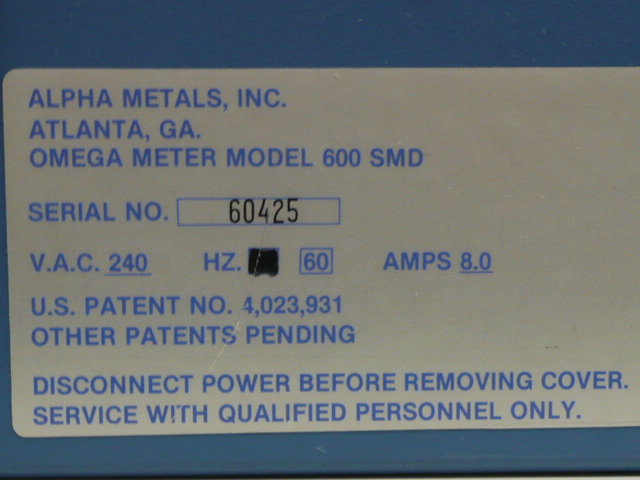 ALPHA METALS, INC.
ATLANTA, GA.
OMEGA METER MODEL 600 SMD
SERIAL NO. 60425
V.A.C. 240 HZ. 60 AMPS 8.0
U.S. PATENT NO. 4,023,931
OTHER PATENTS PENDING
DISCONNECT POWER BEFORE REMOVING COVER.
SERVICE WITH QUALIFIED PERSONNEL ONLY.